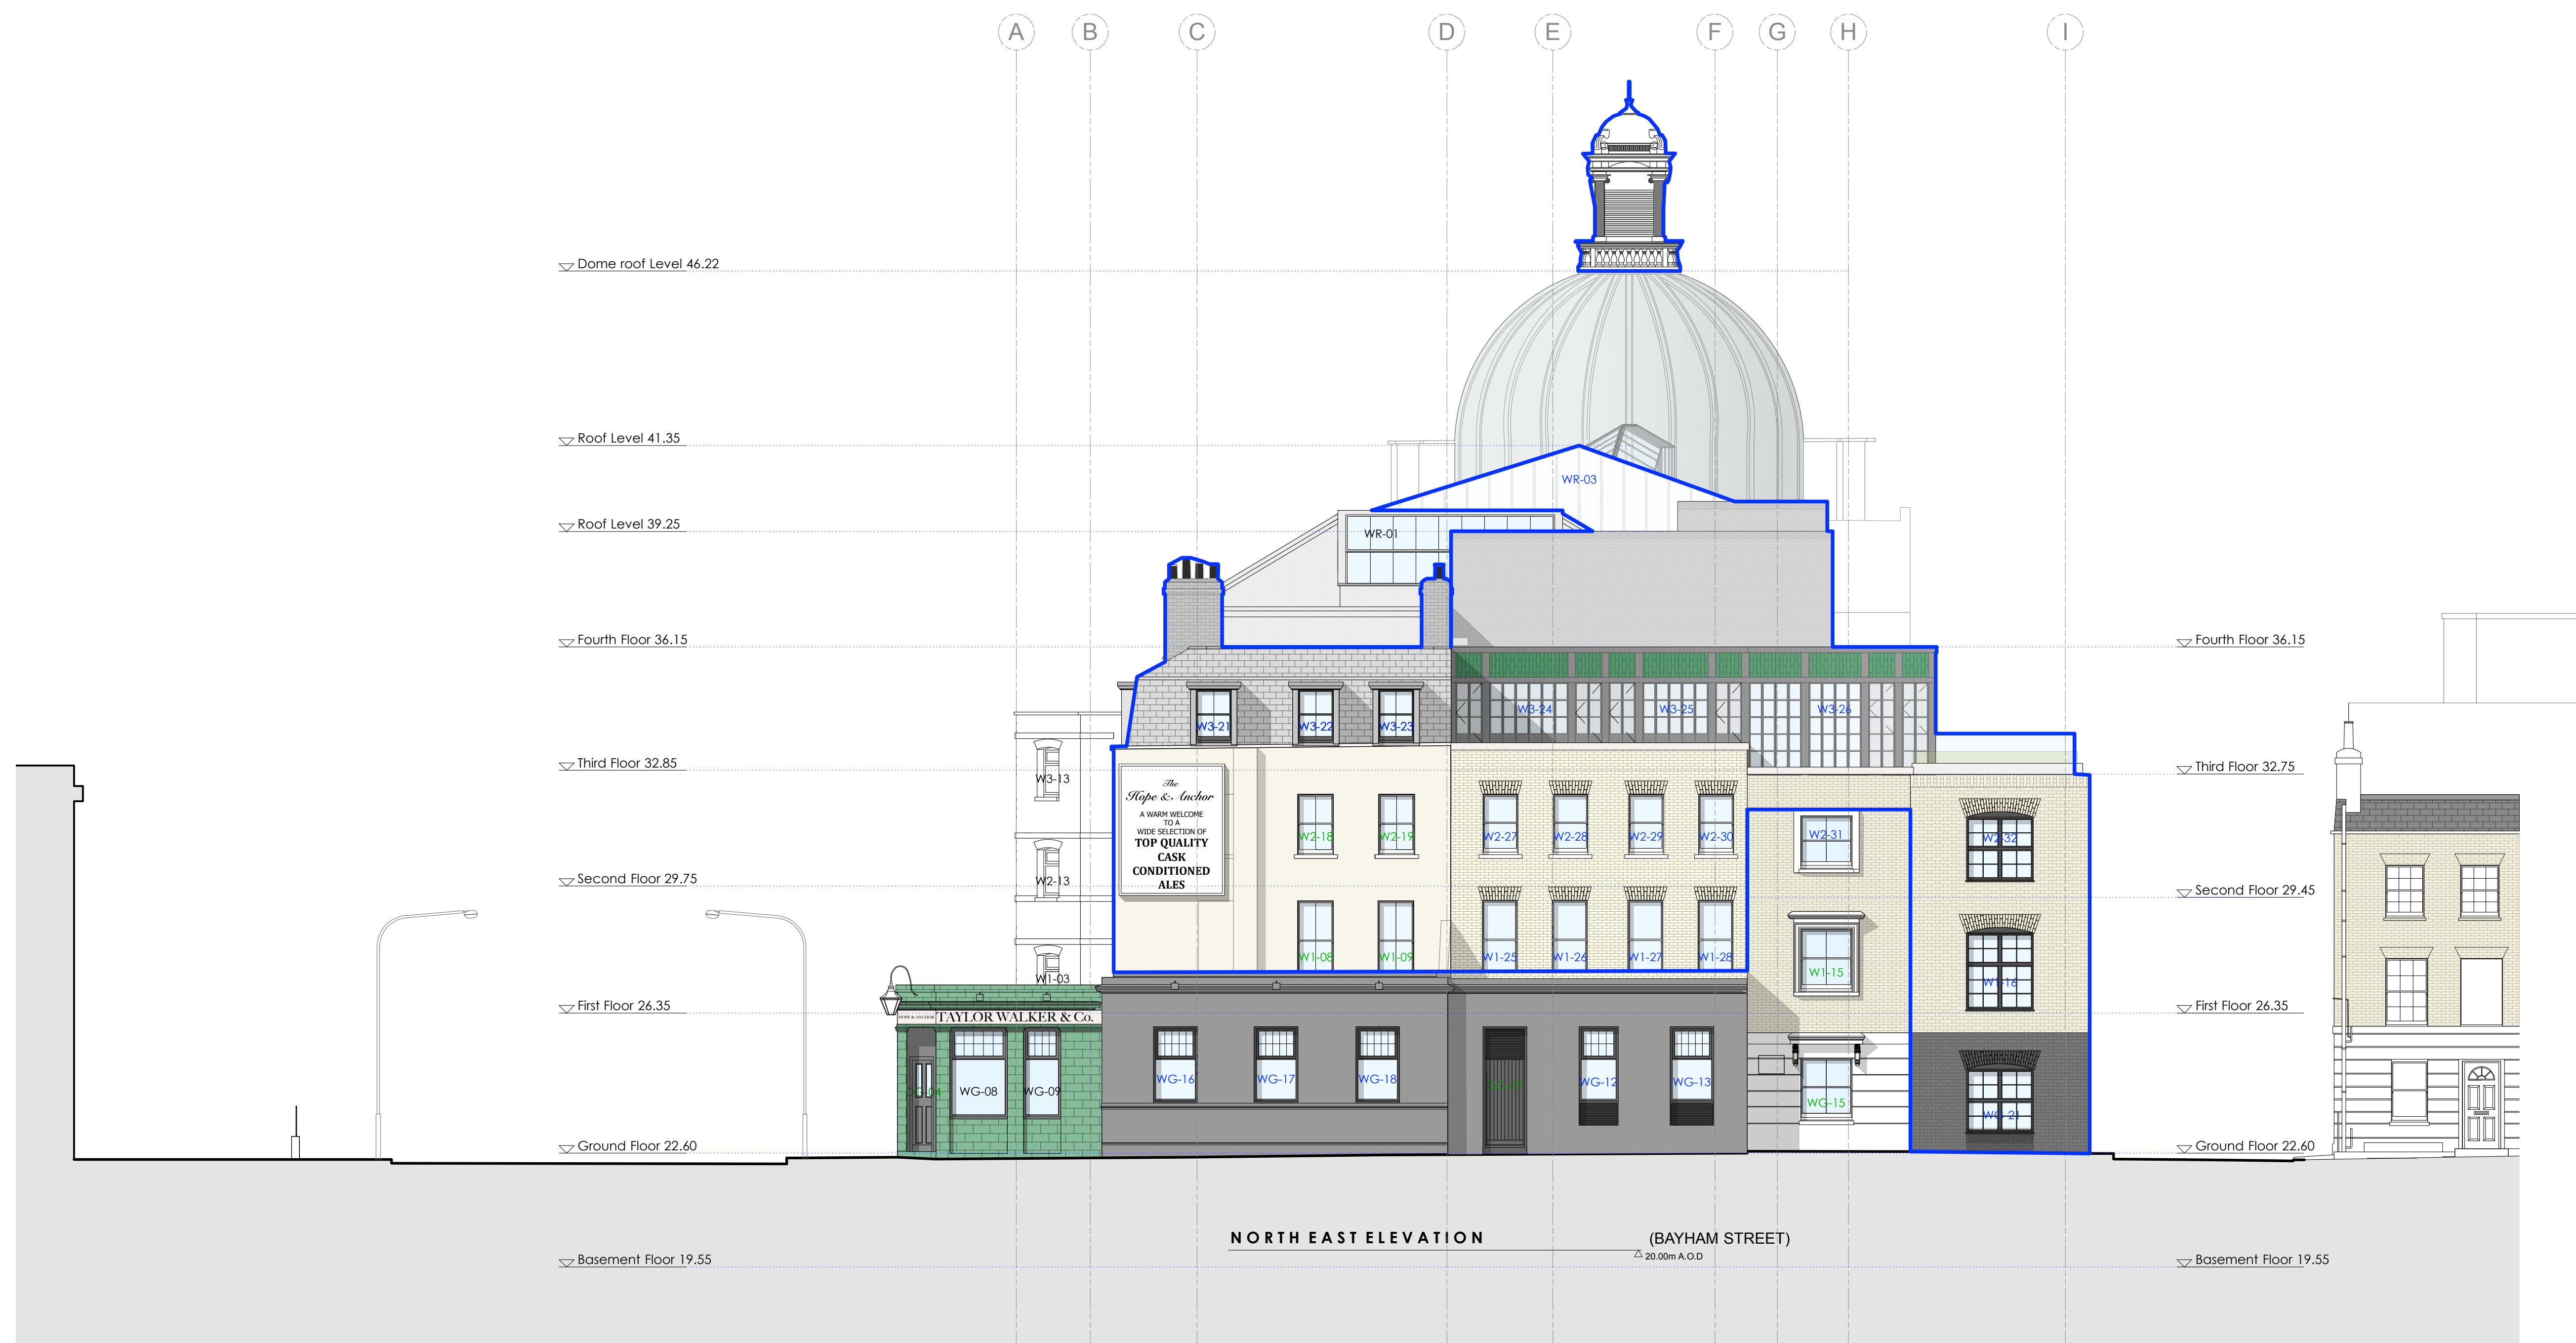 A B C D E F G H I
Dome roof Level 46.22
Roof Level 41.35
WR-03
Roof Level 39.25
WR-01
Fourth Floor 36.15
Fourth Floor 36.15
W3-21 W3-22 W3-23 W3-24 W3-25 W3-26
Third Floor 32.85
W3-13
Third Floor 32.75
The
Hope & Anchor
A WARM WELCOME
TO A
WIDE SELECTION OF
TOP QUALITY
CASK
CONDITIONED
ALES
W2-18 W2-19 W2-27 W2-28 W2-29 W2-30 W2-31 W2-32
Second Floor 29.75
W2-13
Second Floor 29.45
W1-08 W1-09 W1-25 W1-26 W1-27 W1-28
W1-03
W1-15
W1-16
First Floor 26.35
First Floor 26.35
HOPE & ANCHOR
TAYLOR WALKER & Co.
WG-08 WG-09 WG-16 WG-17 WG-18 WG-12 WG-13 WG-15 WG-21
Ground Floor 22.60
Ground Floor 22.60
NORTH EAST ELEVATION (BAYHAM STREET)
20.00m A.O.D
Basement Floor 19.55
Basement Floor 19.55